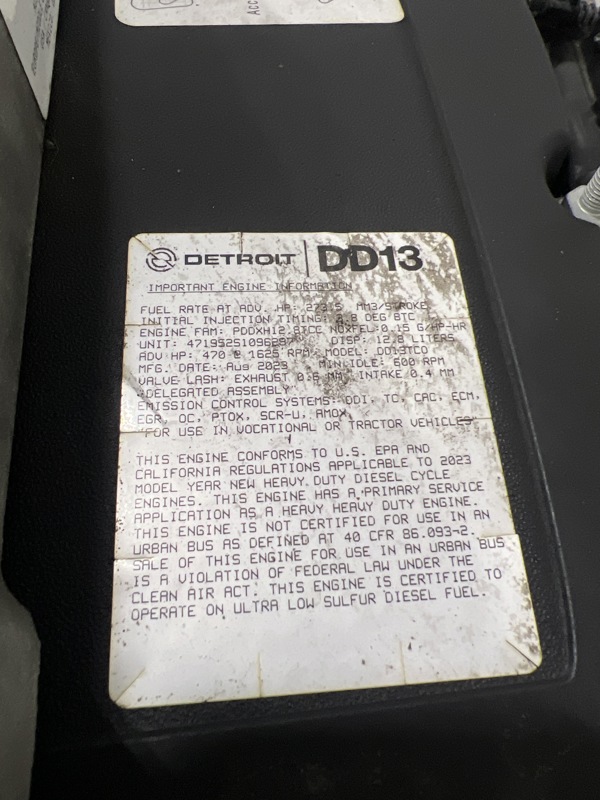 Acc
DETROIT | DD13
IMPORTANT ENGINE INFORMATION
FUEL RATE AT ADV. HP: 273.5 MM3/STROKE
INITIAL INJECTION TIMING: 2.8 DEG BTC
ENGINE FAM: PDDXH12.8TCC NOXFEL:0.15 G/HP-HR
UNIT: DISP: 12.8 LITERS
ADV HP: 470 @ 1625 RPM MODEL: DD13TCO
MFG. DATE: Aug 2023 MIN IDLE: 600 RPM
VALVE LASH: EXHAUST 0.6 MM, INTAKE 0.4 MM
*DELEGATED ASSEMBLY*
EMISSION CONTROL SYSTEMS: DDI, TC, CAC, ECM,
EGR, OC, PTOX, SCR-U, AMOX
"FOR USE IN VOCATIONAL OR TRACTOR VEHICLES"
THIS ENGINE CONFORMS TO U.S. EPA AND
CALIFORNIA REGULATIONS APPLICABLE TO 2023
MODEL YEAR NEW HEAVY DUTY DIESEL CYCLE
ENGINES. THIS ENGINE HAS A PRIMARY SERVICE
APPLICATION AS A HEAVY HEAVY DUTY ENGINE.
THIS ENGINE IS NOT CERTIFIED FOR USE IN AN
URBAN BUS AS DEFINED AT 40 CFR 86.093-2.
SALE OF THIS ENGINE FOR USE IN AN URBAN BUS
IS A VIOLATION OF FEDERAL LAW UNDER THE
CLEAN AIR ACT. THIS ENGINE IS CERTIFIED TO
OPERATE ON ULTRA LOW SULFUR DIESEL FUEL.